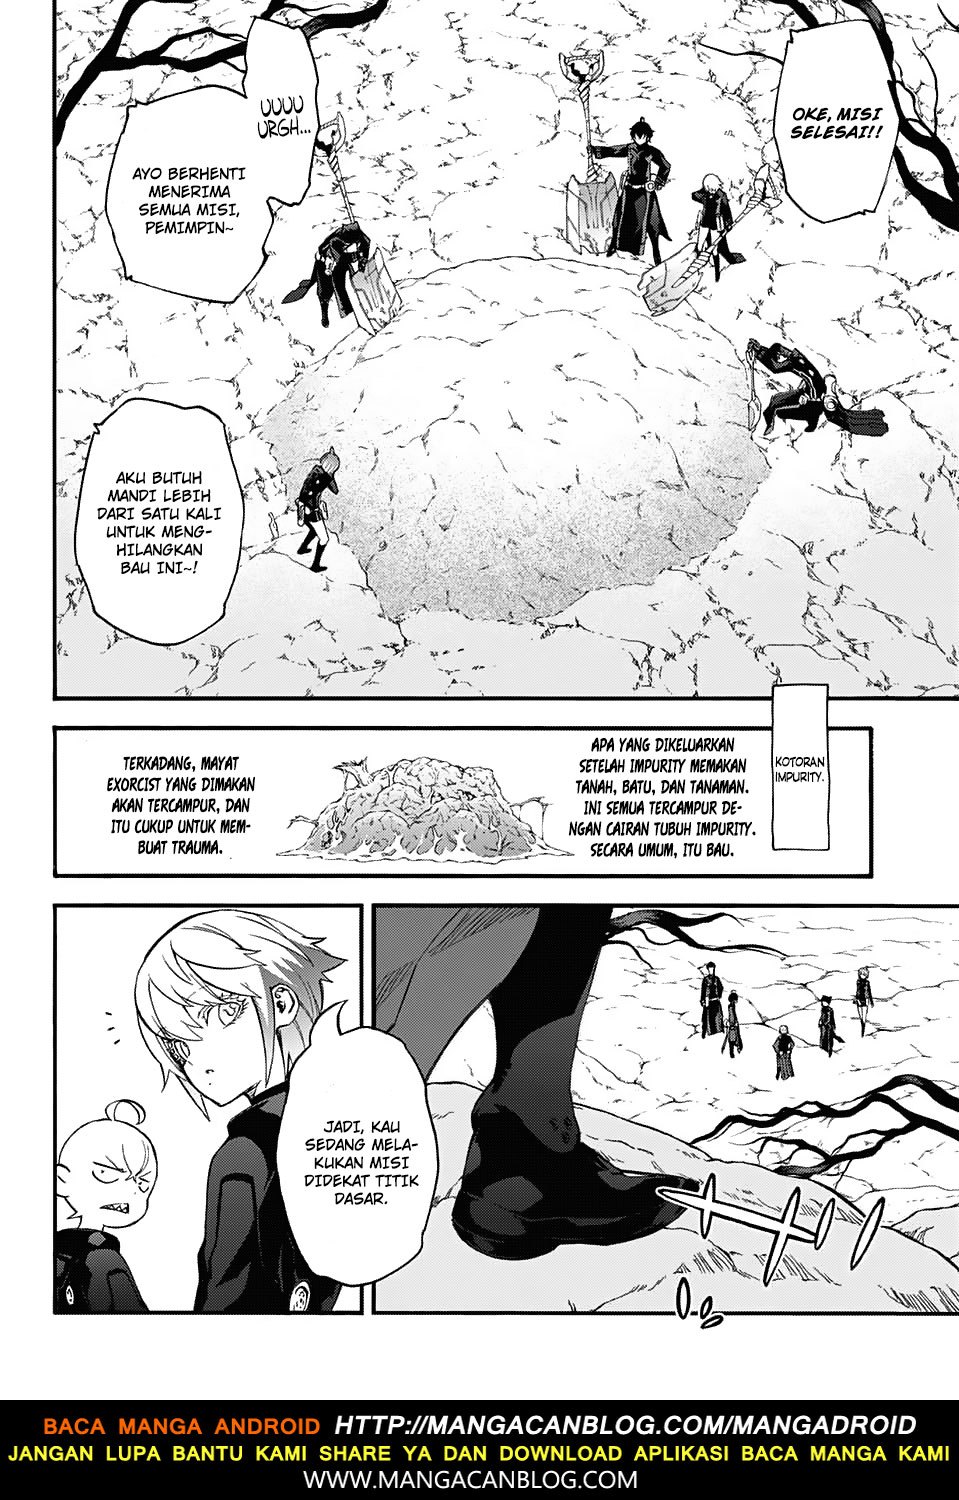 OKE, MISI
SELESAI!!
UUUU
URGH...
AYO BERHENTI
MENERIMA
SEMUA MISI,
PEMIMPIN~
AKU BUTUH
MANDI LEBIH
DARI SATU KALI
UNTUK MENG-
HILANGKAN
BAU INI~!
KOTORAN
IMPURITY.
APA YANG DIKELUARKAN
SETELAH IMPURITY MEMAKAN
TANAH, BATU, DAN TANAMAN.
INI SEMUA TERCAMPUR DE-
NGAN CAIRAN TUBUH IMPURITY.
SECARA UMUM, ITU BAU.
TERKADANG, MAYAT
EXORCIST YANG DIMAKAN
AKAN TERCAMPUR, DAN
ITU CUKUP UNTUK MEM-
BUAT TRAUMA.
JADI, KAU
SEDANG MELA-
KUKAN MISI
DIDEKAT TITIK
DASAR.
BACA MANGA ANDROID HTTP://MANGACANBLOG.COM/MANGADROID
JANGAN LUPA BANTU KAMI SHARE YA DAN DOWNLOAD APLIKASI BACA MANGA KAMI
WWW.MANGACANBLOG.COM